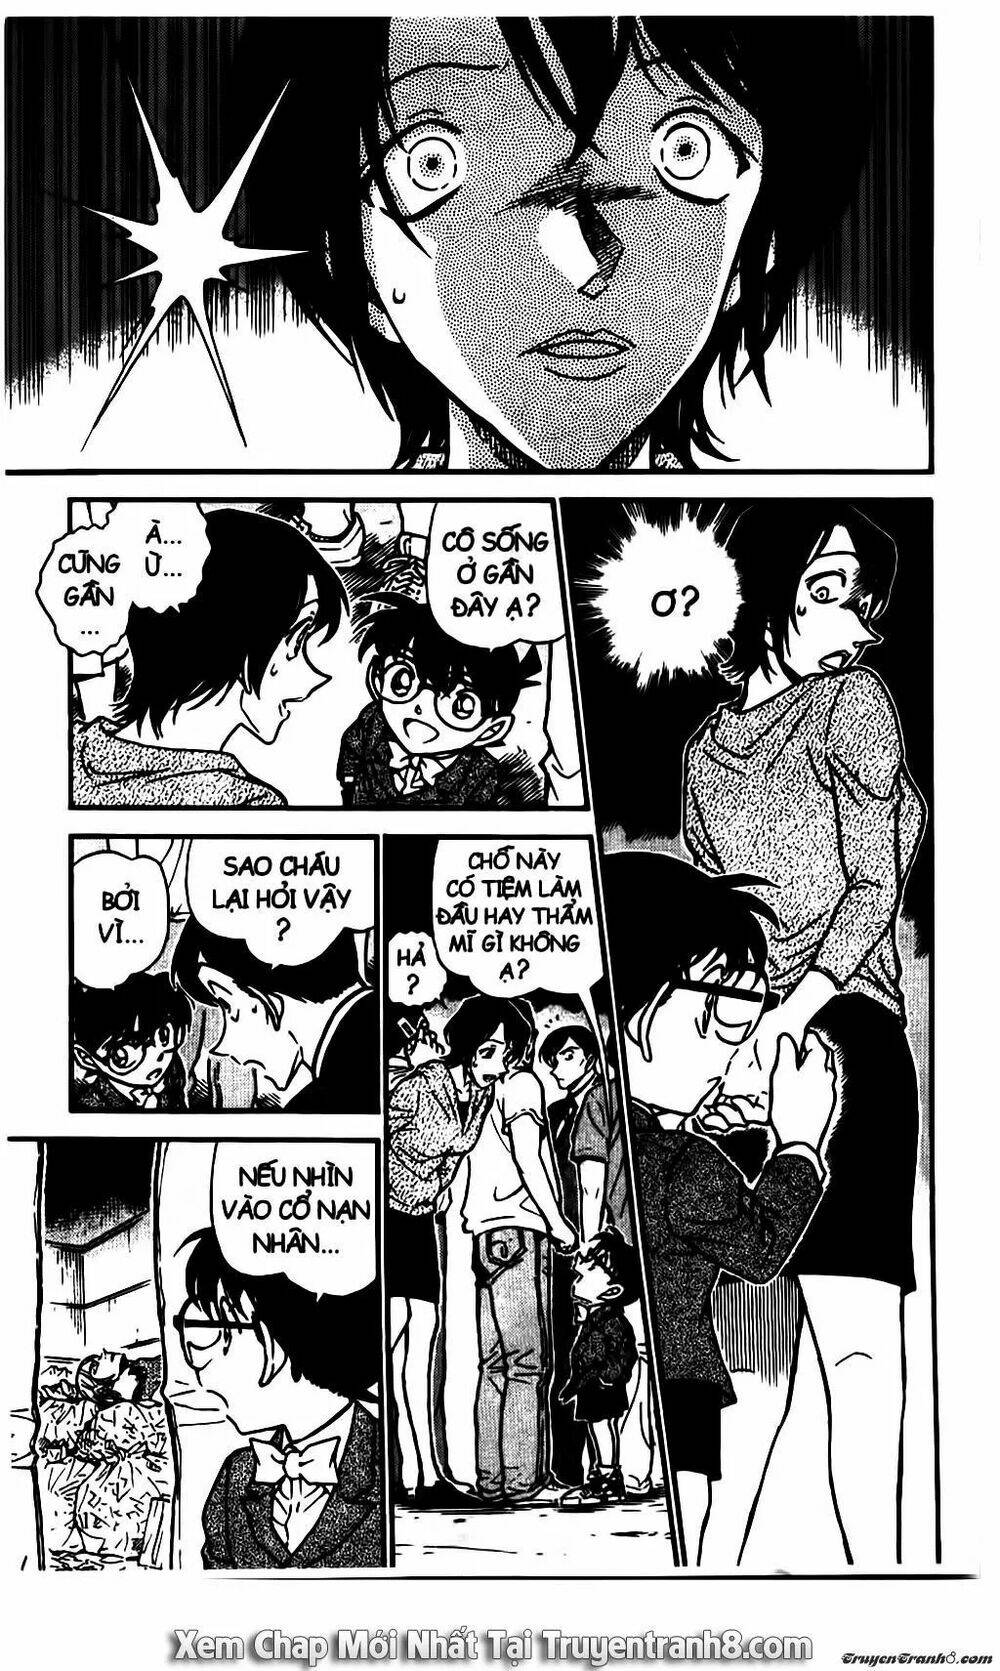 Ơ?
CÔ SỐNG
Ở GẦN
ĐÂY Ạ?
À...
Ừ...
CŨNG
GẦN
...
CHỖ NÀY
CÓ TIỆM LÀM
ĐẦU HAY THẨM
MĨ GÌ KHÔNG
Ạ?
HẢ
?
SAO CHÁU
LẠI HỎI VẬY
?
BỞI
VÌ...
NẾU NHÌN
VÀO CỔ NẠN
NHÂN...
Xem Chap Mới Nhất Tại Truyentranh8.com
TruyenTranh8.com